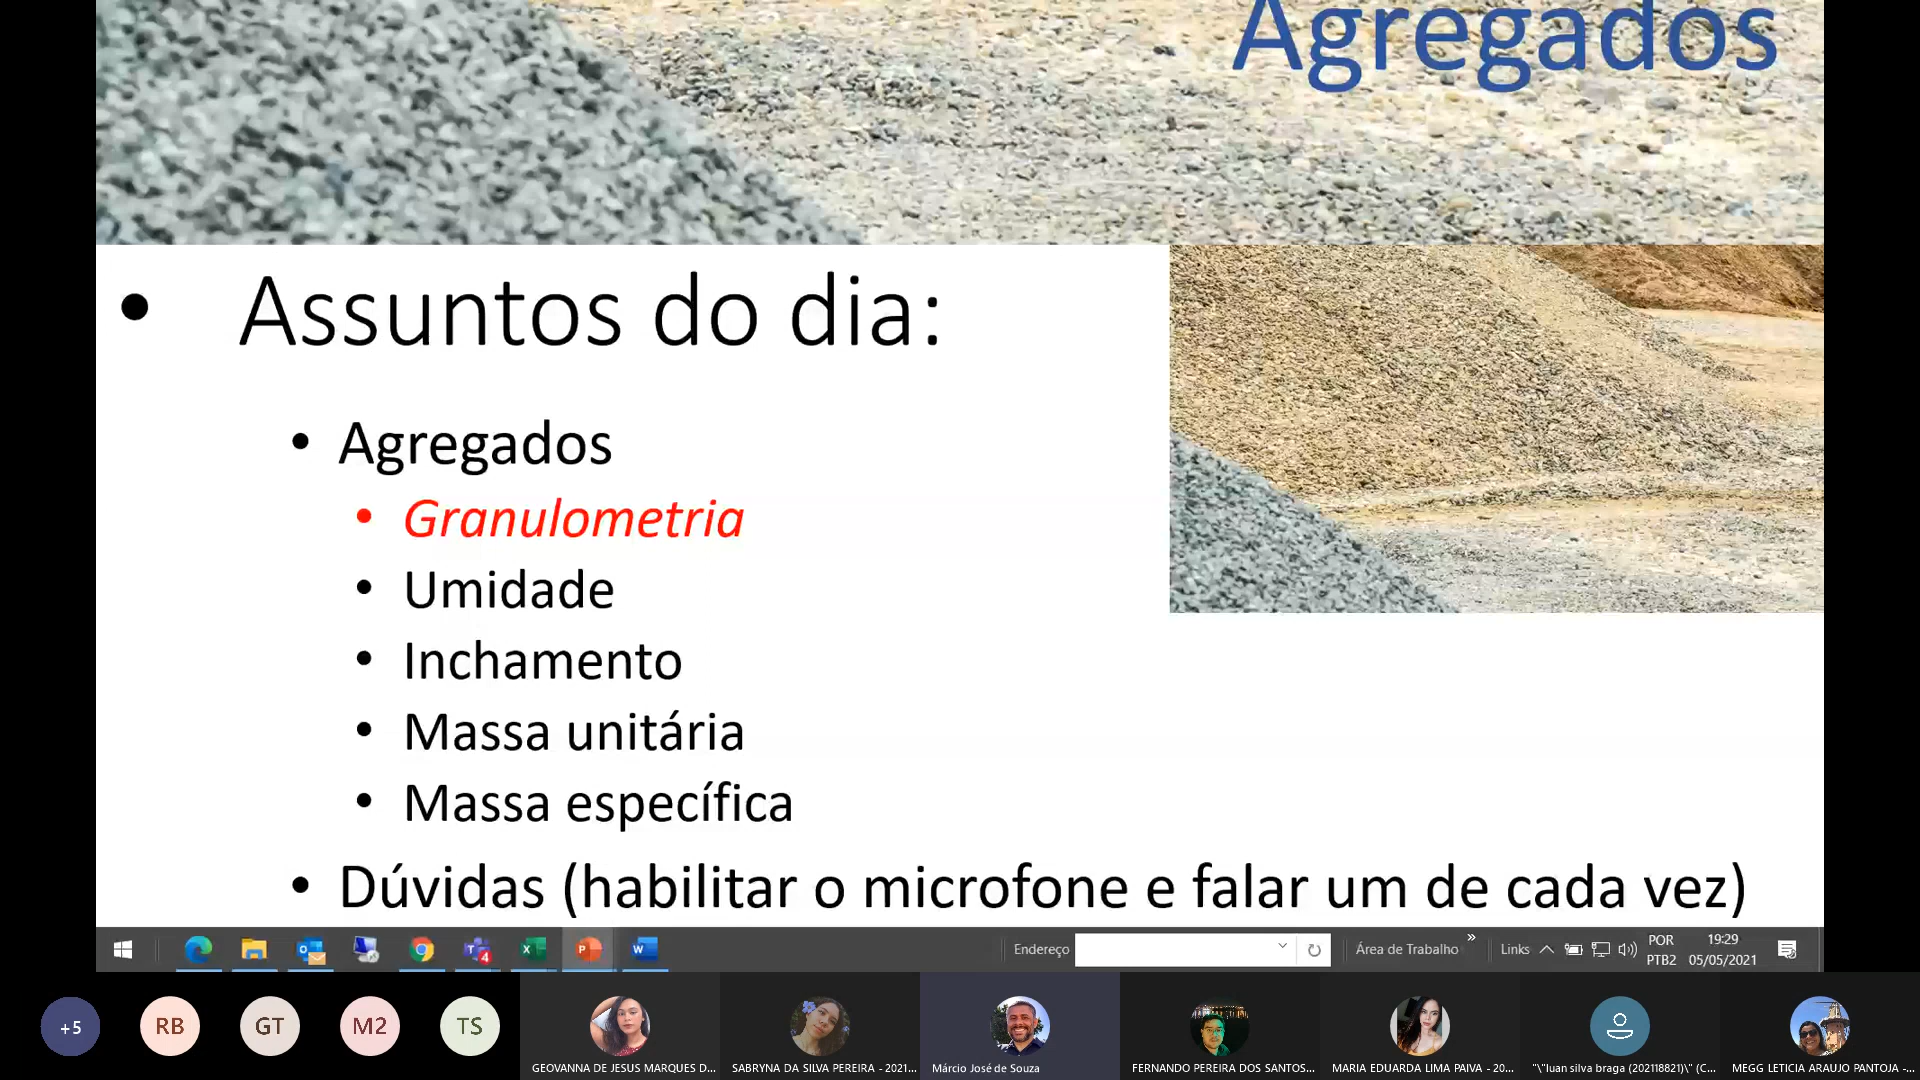 Agregados
• Assuntos do dia:
• Agregados
• Granulometria
• Umidade
• Inchamento
• Massa unitária
• Massa específica
• Dúvidas (habilitar o microfone e falar um de cada vez)
Endereço
Área de Trabalho
»
Links
POR
PTB2
19:29
05/05/2021
+5
RB
GT
M2
TS
GEOVANNA DE JESUS MARQUES D...
SABRYNA DA SILVA PEREIRA - 2021...
Márcio José de Souza
FERNANDO PEREIRA DOS SANTOS...
MARIA EDUARDA LIMA PAIVA - 20...
"\"luan silva braga (202118821)\" (C...
MEGG LETICIA ARAUJO PANTOJA -...